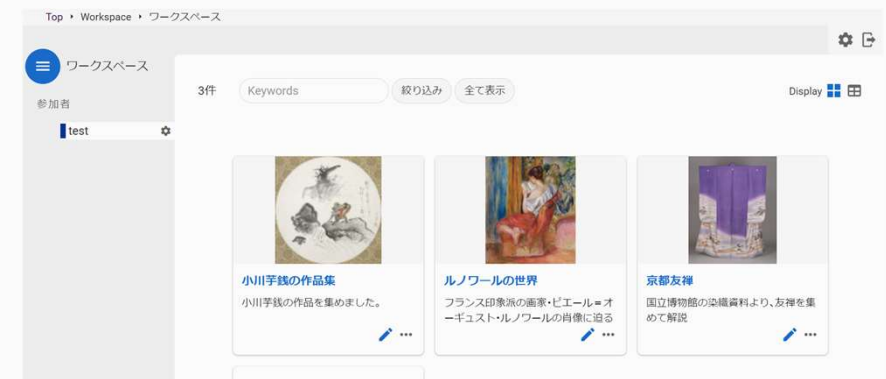 Top › Workspace › ワークスペース
ワークスペース
参加者
test
3件 Keywords 絞り込み 全て表示 Display
小川芋銭の作品集
小川芋銭の作品を集めました。
ルノワールの世界
フランス印象派の画家・ピエール=オ
ーギュスト・ルノワールの肖像に迫る
京都友禅
国立博物館の染織資料より、友禅を集
めて解説